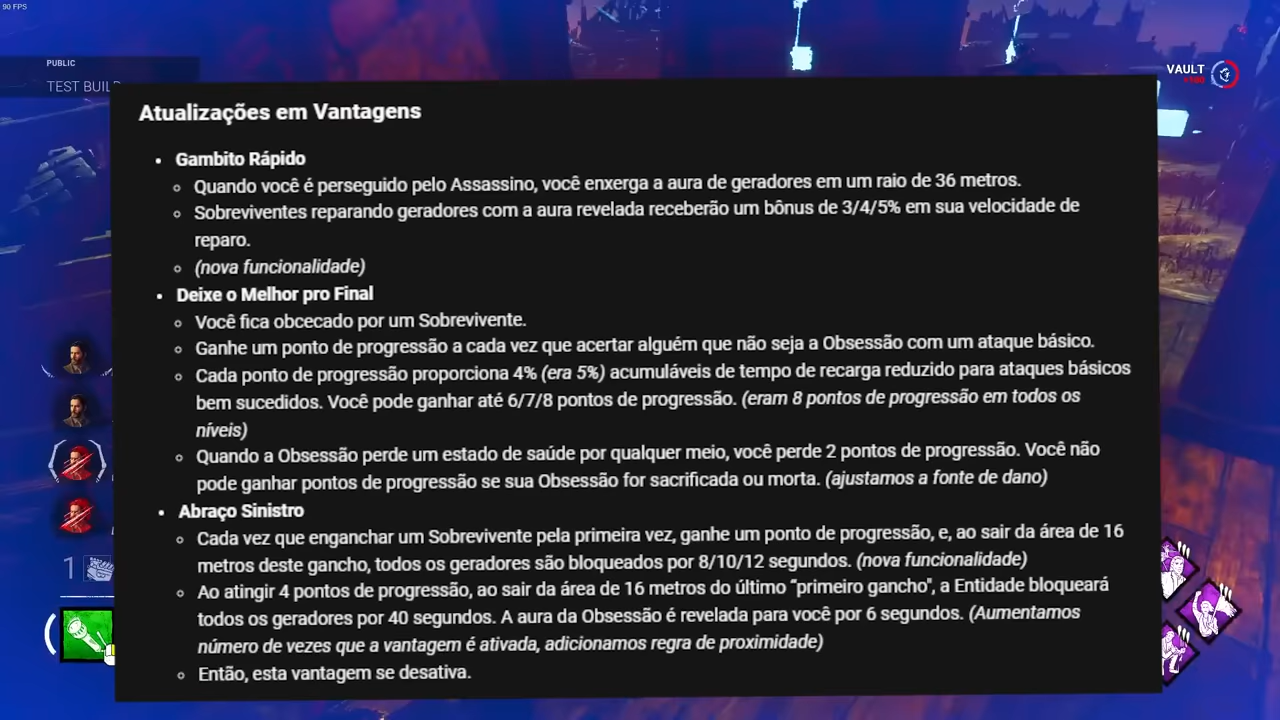 90 FPS
PUBLIC
TEST BUIL
VAULT
Atualizações em Vantagens
• Gambito Rápido
○ Quando você é perseguido pelo Assassino, você enxerga a aura de geradores em um raio de 36 metros.
○ Sobreviventes reparando geradores com a aura revelada receberão um bônus de 3/4/5% em sua velocidade de
reparo.
○ (nova funcionalidade)
• Deixe o Melhor pro Final
○ Você fica obcecado por um Sobrevivente.
○ Ganhe um ponto de progressão a cada vez que acertar alguém que não seja a Obsessão com um ataque básico.
○ Cada ponto de progressão proporciona 4% (era 5%) acumuláveis de tempo de recarga reduzido para ataques básicos
bem sucedidos. Você pode ganhar até 6/7/8 pontos de progressão. (eram 8 pontos de progressão em todos os
níveis)
○ Quando a Obsessão perde um estado de saúde por qualquer meio, você perde 2 pontos de progressão. Você não
pode ganhar pontos de progressão se sua Obsessão for sacrificada ou morta. (ajustamos a fonte de dano)
• Abraço Sinistro
○ Cada vez que enganchar um Sobrevivente pela primeira vez, ganhe um ponto de progressão, e, ao sair da área de 16
metros deste gancho, todos os geradores são bloqueados por 8/10/12 segundos. (nova funcionalidade)
○ Ao atingir 4 pontos de progressão, ao sair da área de 16 metros do último “primeiro gancho", a Entidade bloqueará
todos os geradores por 40 segundos. A aura da Obsessão é revelada para você por 6 segundos. (Aumentamos
número de vezes que a vantagem é ativada, adicionamos regra de proximidade)
○ Então, esta vantagem se desativa.
1